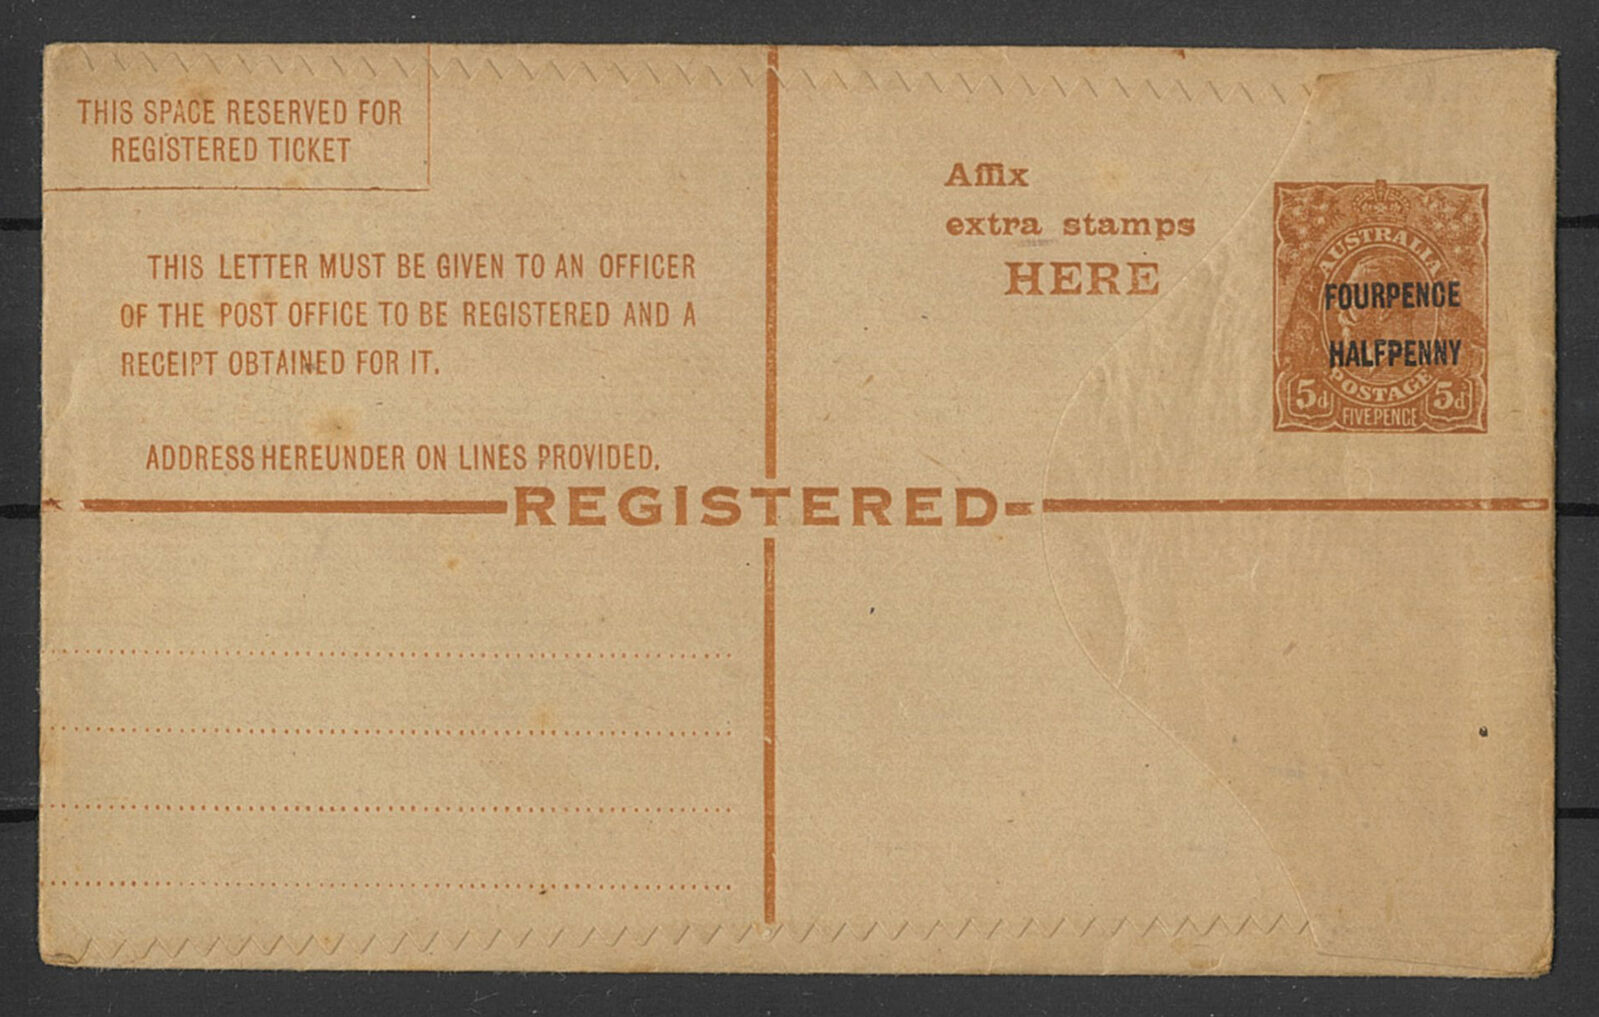 THIS SPACE RESERVED FOR
REGISTERED TICKET
THIS LETTER MUST BE GIVEN TO AN OFFICER
OF THE POST OFFICE TO BE REGISTERED AND A
RECEIPT OBTAINED FOR IT.
ADDRESS HEREUNDER ON LINES PROVIDED.
Affix
extra stamps
HERE
AUSTRALIA
FOURPENCE
HALFPENNY
POSTAGE
5d FIVEPENCE 5d
REGISTERED